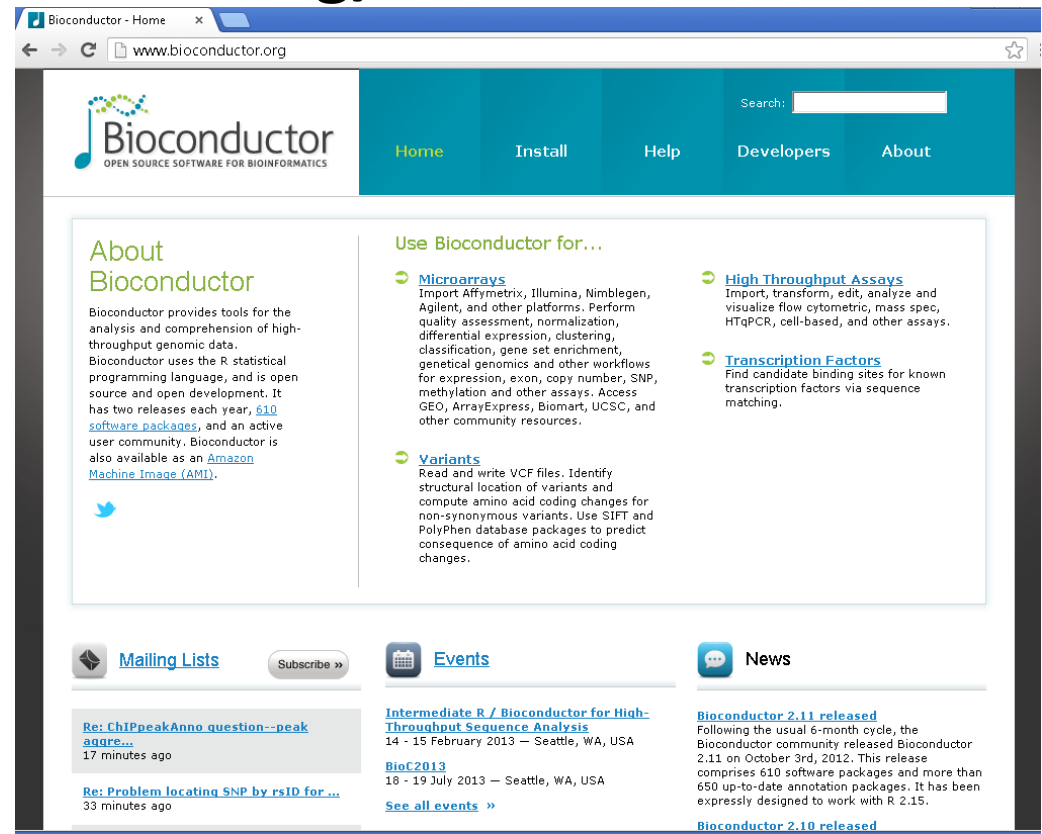 Bioconductor - Home
www.bioconductor.org
Bioconductor
OPEN SOURCE SOFTWARE FOR BIOINFORMATICS
Search:
Home Install Help Developers About
About
Bioconductor
Bioconductor provides tools for the
analysis and comprehension of high-
throughput genomic data.
Bioconductor uses the R statistical
programming language, and is open
source and open development. It
has two releases each year, 610
software packages, and an active
user community. Bioconductor is
also available as an Amazon
Machine Image (AMI).
Use Bioconductor for...
Microarrays
Import Affymetrix, Illumina, Nimblegen,
Agilent, and other platforms. Perform
quality assessment, normalization,
differential expression, clustering,
classification, gene set enrichment,
genetical genomics and other workflows
for expression, exon, copy number, SNP,
methylation and other assays. Access
GEO, ArrayExpress, Biomart, UCSC, and
other community resources.
Variants
Read and write VCF files. Identify
structural location of variants and
compute amino acid coding changes for
non-synonymous variants. Use SIFT and
PolyPhen database packages to predict
consequence of amino acid coding
changes.
High Throughput Assays
Import, transform, edit, analyze and
visualize flow cytometric, mass spec,
HTqPCR, cell-based, and other assays.
Transcription Factors
Find candidate binding sites for known
transcription factors via sequence
matching.
Mailing Lists
Subscribe »
Re: ChIPpeakAnno question--peak
aggre...
17 minutes ago
Re: Problem locating SNP by rsID for ...
33 minutes ago
Events
Intermediate R / Bioconductor for High-
Throughput Sequence Analysis
14 - 15 February 2013 — Seattle, WA, USA
BioC2013
18 - 19 July 2013 — Seattle, WA, USA
See all events »
News
Bioconductor 2.11 released
Following the usual 6-month cycle, the
Bioconductor community released Bioconductor
2.11 on October 3rd, 2012. This release
comprises 610 software packages and more than
650 up-to-date annotation packages. It has been
expressly designed to work with R 2.15.
Bioconductor 2.10 released